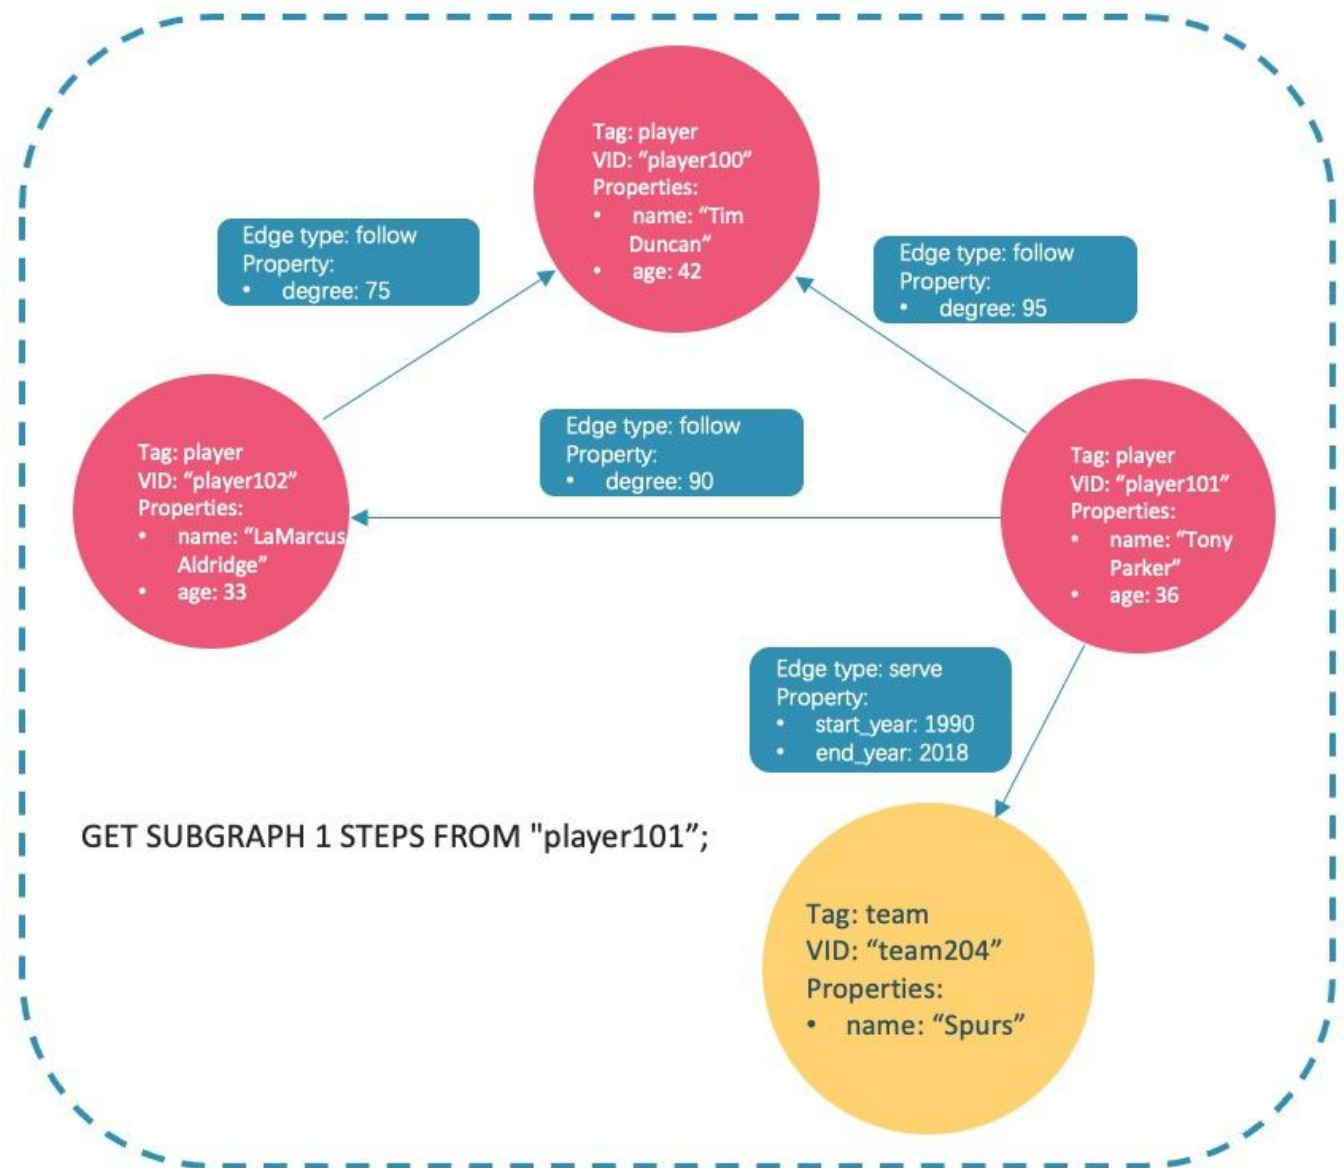 Tag: player
VID: “player100”
Properties:
• name: “Tim
Duncan”
• age: 42
Edge type: follow
Property:
• degree: 75
Edge type: follow
Property:
• degree: 95
Edge type: follow
Property:
• degree: 90
Tag: player
VID: “player102”
Properties:
• name: “LaMarcus
Aldridge”
• age: 33
Tag: player
VID: “player101”
Properties:
• name: “Tony
Parker”
• age: 36
Edge type: serve
Property:
• start_year: 1990
• end_year: 2018
GET SUBGRAPH 1 STEPS FROM "player101”;
Tag: team
VID: “team204”
Properties:
• name: “Spurs”